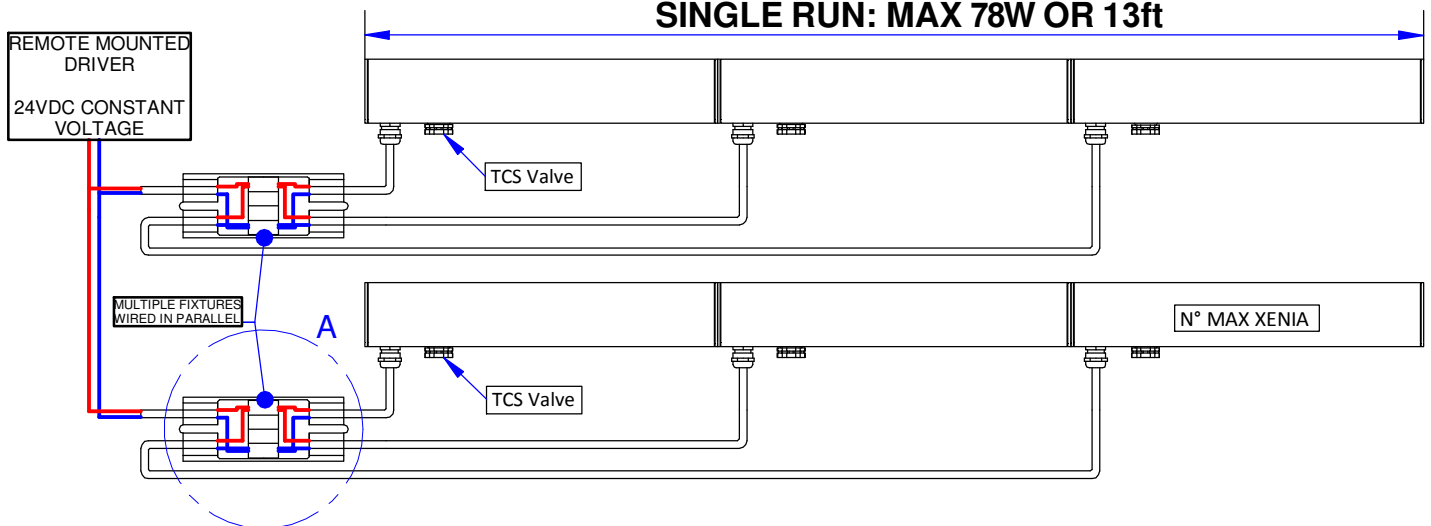 SINGLE RUN: MAX 78W OR 13ft
REMOTE MOUNTED
DRIVER
24VDC CONSTANT
VOLTAGE
TCS Valve
MULTIPLE FIXTURES
WIRED IN PARALLEL
A
N° MAX XENIA
TCS Valve